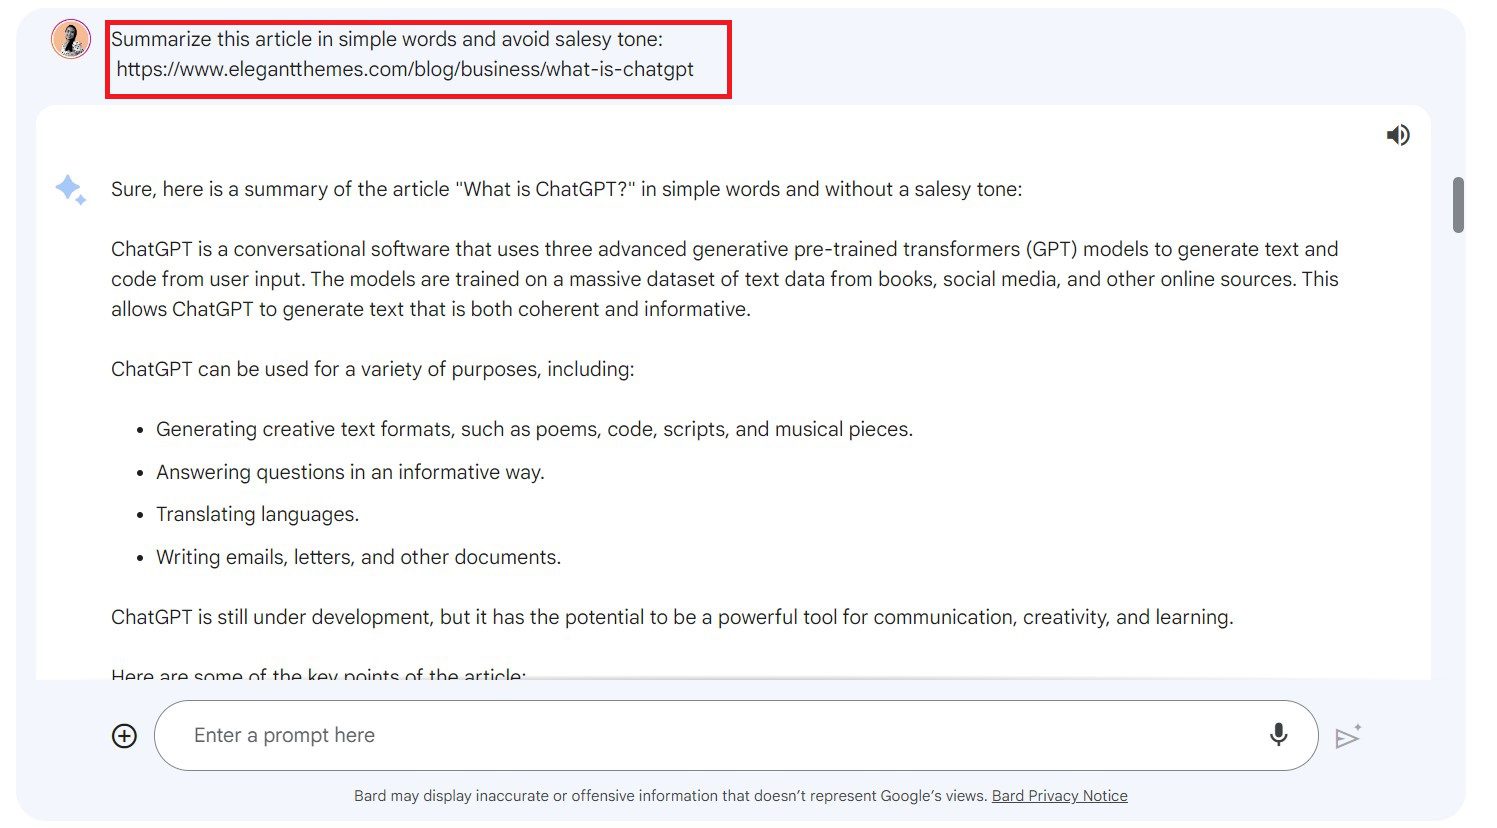 Summarize this article in simple words and avoid salesy tone:
https://www.elegantthemes.com/blog/business/what-is-chatgpt
Sure, here is a summary of the article "What is ChatGPT?" in simple words and without a salesy tone:
ChatGPT is a conversational software that uses three advanced generative pre-trained transformers (GPT) models to generate text and
code from user input. The models are trained on a massive dataset of text data from books, social media, and other online sources. This
allows ChatGPT to generate text that is both coherent and informative.
ChatGPT can be used for a variety of purposes, including:
• Generating creative text formats, such as poems, code, scripts, and musical pieces.
• Answering questions in an informative way.
• Translating languages.
• Writing emails, letters, and other documents.
ChatGPT is still under development, but it has the potential to be a powerful tool for communication, creativity, and learning.
Here are some of the key points of the article:
Enter a prompt here
Bard may display inaccurate or offensive information that doesn't represent Google's views. Bard Privacy Notice